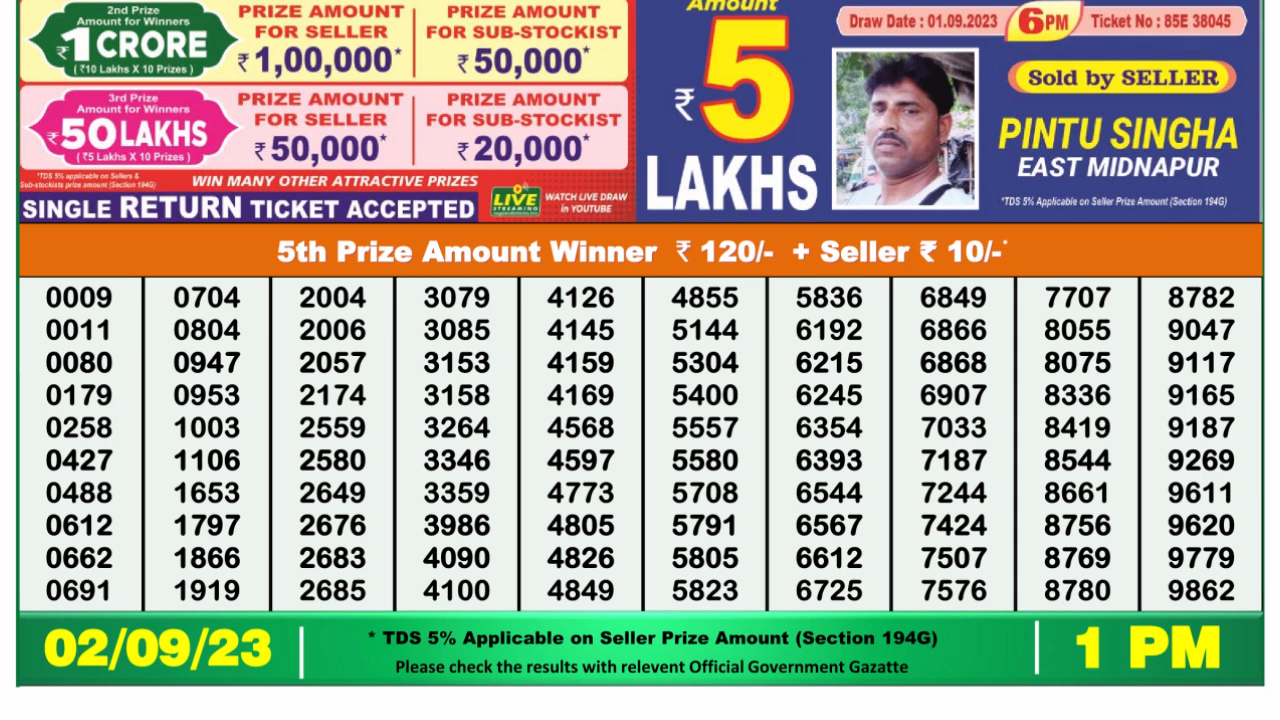 2nd Prize
Amount for Winners
₹1 CRORE
(₹10 Lakhs X 10 Prizes)
PRIZE AMOUNT
FOR SELLER
₹1,00,000*
PRIZE AMOUNT
FOR SUB-STOCKIST
₹50,000*
3rd Prize
Amount for Winners
₹50 LAKHS
(₹5 Lakhs X 10 Prizes)
PRIZE AMOUNT
FOR SELLER
₹50,000*
PRIZE AMOUNT
FOR SUB-STOCKIST
₹20,000*
*TDS 5% applicable on Sellers &
Sub-stockists prize amount (Section 194G)
WIN MANY OTHER ATTRACTIVE PRIZES
SINGLE RETURN TICKET ACCEPTED
LIVE
STREAMING
WATCH LIVE DRAW
in YOUTUBE
Amount
₹5
LAKHS
Draw Date : 01.09.2023 6PM Ticket No : 85E 38045
Sold by SELLER
PINTU SINGHA
EAST MIDNAPUR
*TDS 5% Applicable on Seller Prize Amount (Section 194G)
5th Prize Amount Winner ₹ 120/- + Seller ₹ 10/-*
0009 0704 2004 3079 4126 4855 5836 6849 7707 8782
0011 0804 2006 3085 4145 5144 6192 6866 8055 9047
0080 0947 2057 3153 4159 5304 6215 6868 8075 9117
0179 0953 2174 3158 4169 5400 6245 6907 8336 9165
0258 1003 2559 3264 4568 5557 6354 7033 8419 9187
0427 1106 2580 3346 4597 5580 6393 7187 8544 9269
0488 1653 2649 3359 4773 5708 6544 7244 8661 9611
0612 1797 2676 3986 4805 5791 6567 7424 8756 9620
0662 1866 2683 4090 4826 5805 6612 7507 8769 9779
0691 1919 2685 4100 4849 5823 6725 7576 8780 9862
02/09/23
* TDS 5% Applicable on Seller Prize Amount (Section 194G)
Please check the results with relevent Official Government Gazatte
1 PM